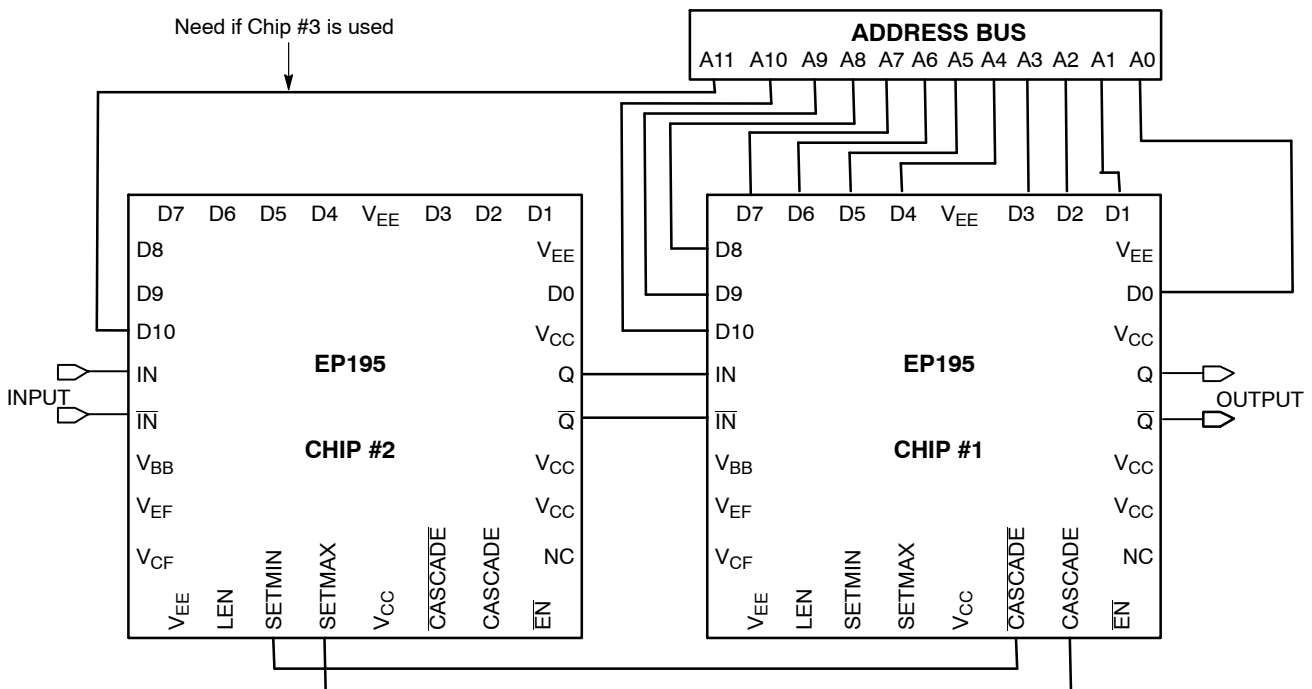 Need if Chip #3 is used
ADDRESS BUS
A11 A10 A9 A8 A7 A6 A5 A4 A3 A2 A1 A0
D7 D6 D5 D4 VEE D3 D2 D1
D8
VEE
D9
D0
D10
VCC
EP195
IN
Q
INPUT
IN
Q
CHIP #2
VBB
VCC
VEF
VCC
VCF
NC
VEE
LEN
SETMIN
SETMAX
VCC
CASCADE
CASCADE
EN
D7 D6 D5 D4 VEE D3 D2 D1
D8
VEE
D9
D0
D10
VCC
EP195
IN
Q
OUTPUT
IN
Q
CHIP #1
VBB
VCC
VEF
VCC
VCF
NC
VEE
LEN
SETMIN
SETMAX
VCC
CASCADE
CASCADE
EN